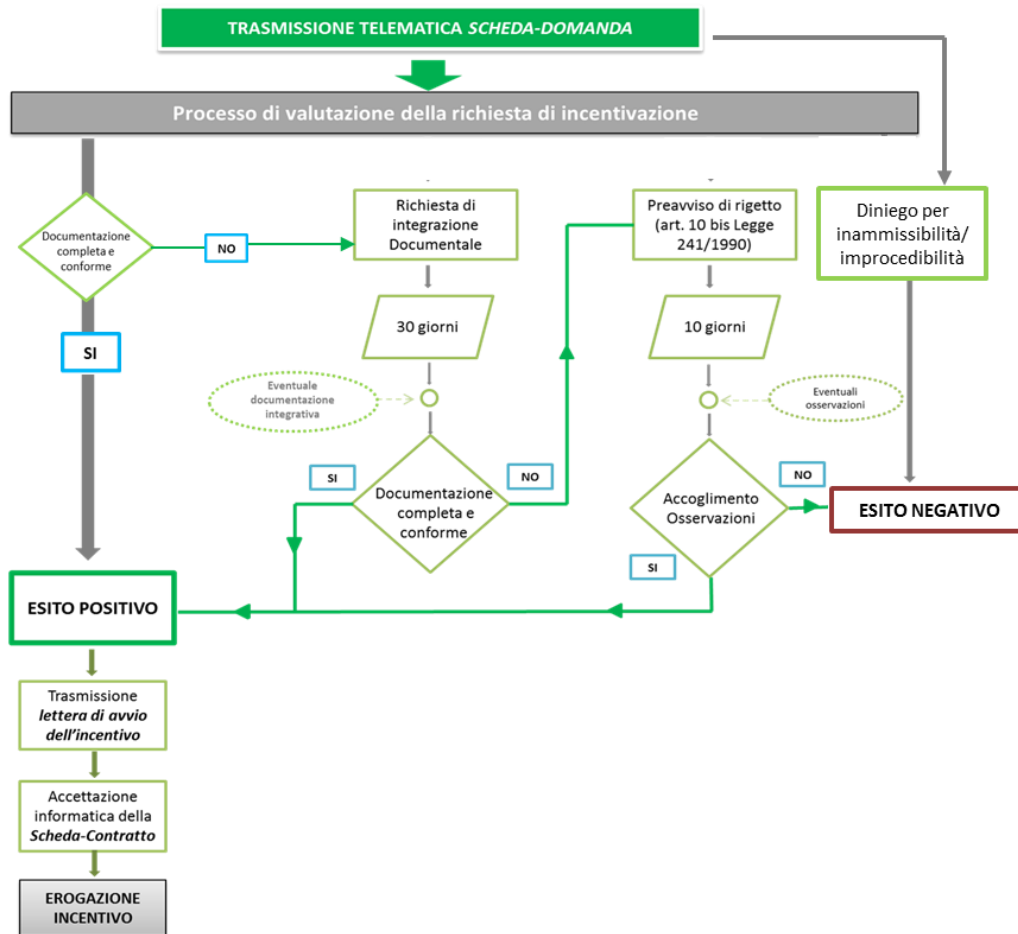 TRASMISSIONE TELEMATICA SCHEDA-DOMANDA
Processo di valutazione della richiesta di incentivazione
Documentazione
completa e
conforme
NO
SI
Richiesta di
integrazione
Documentale
30 giorni
Eventuale
documentazione
integrativa
SI
Documentazione
completa e
conforme
NO
Preavviso di rigetto
(art. 10 bis Legge
241/1990)
10 giorni
Eventuali
osservazioni
Accoglimento
Osservazioni
NO
SI
Diniego per
inammissibilità/
improcedibilità
ESITO NEGATIVO
ESITO POSITIVO
Trasmissione
lettera di avvio
dell'incentivo
Accettazione
informatica della
Scheda-Contratto
EROGAZIONE
INCENTIVO